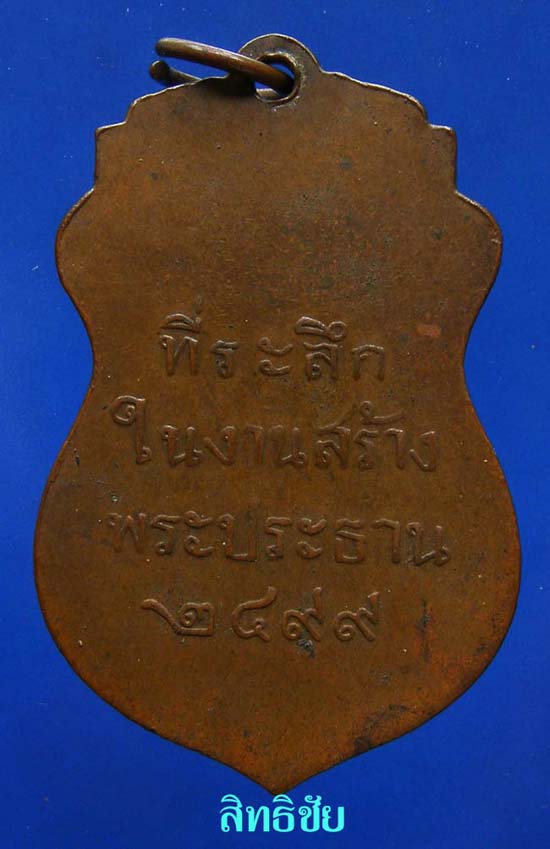 ที่ระลึก
ในงานสร้าง
พระประธาน
๒๔๙๙
สิทธิชัย